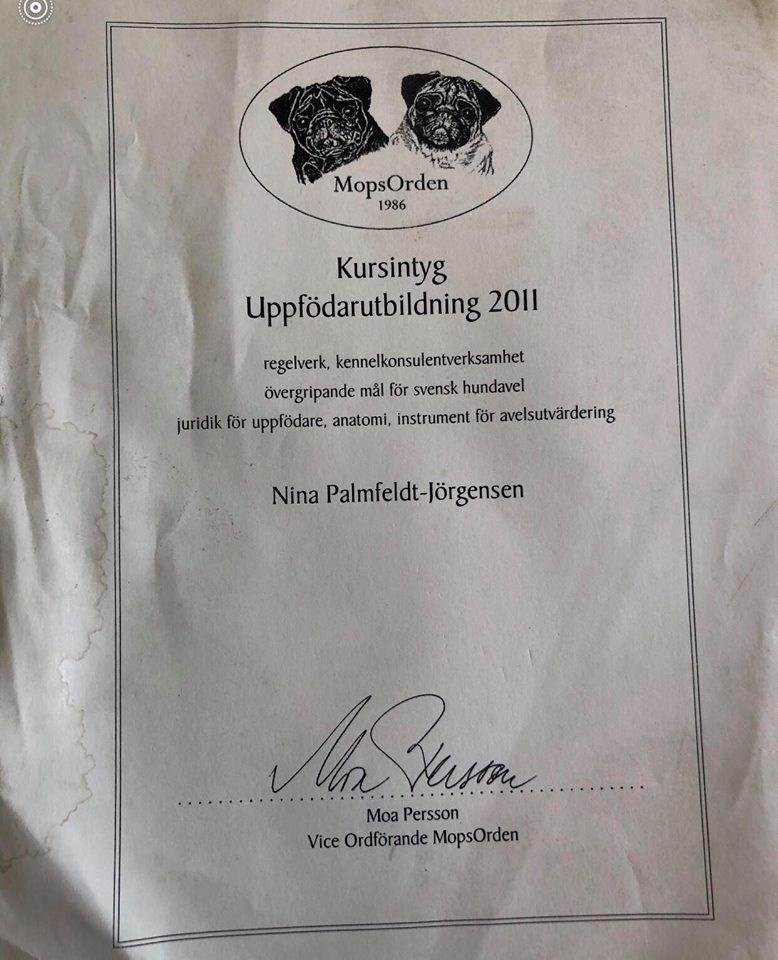 MopsOrden
1986
Kursintyg
Uppfödarutbildning 2011
regelverk, kennelkonsulentverksamhet
övergripande mål för svensk hundavel
juridik för uppfödare, anatomi, instrument för avelsutvärdering
Nina Palmfeldt-Jörgensen
Moa Persson
Moa Persson
Vice Ordförande MopsOrden